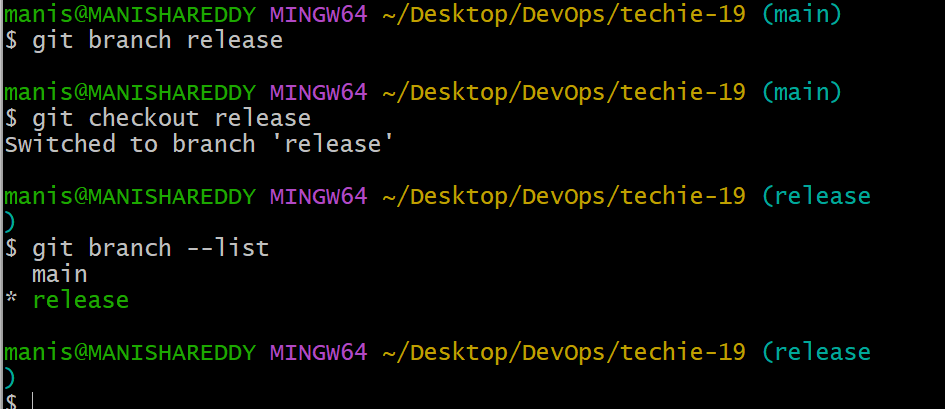 manis@MANISHAREDDY MINGW64 ~/Desktop/DevOps/techie-19 (main)
$ git branch release
manis@MANISHAREDDY MINGW64 ~/Desktop/DevOps/techie-19 (main)
$ git checkout release
Switched to branch 'release'
manis@MANISHAREDDY MINGW64 ~/Desktop/DevOps/techie-19 (release
)
$ git branch --list
  main
* release
manis@MANISHAREDDY MINGW64 ~/Desktop/DevOps/techie-19 (release
)
$